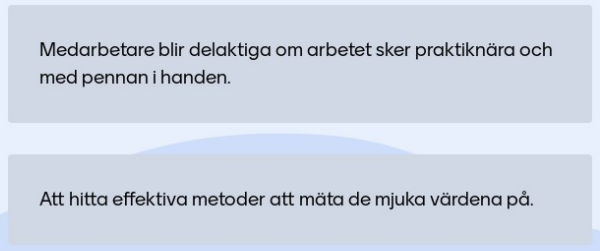 Medarbetare blir delaktiga om arbetet sker praktiknära och
med pennan i handen.
Att hitta effektiva metoder att mäta de mjuka värdena på.